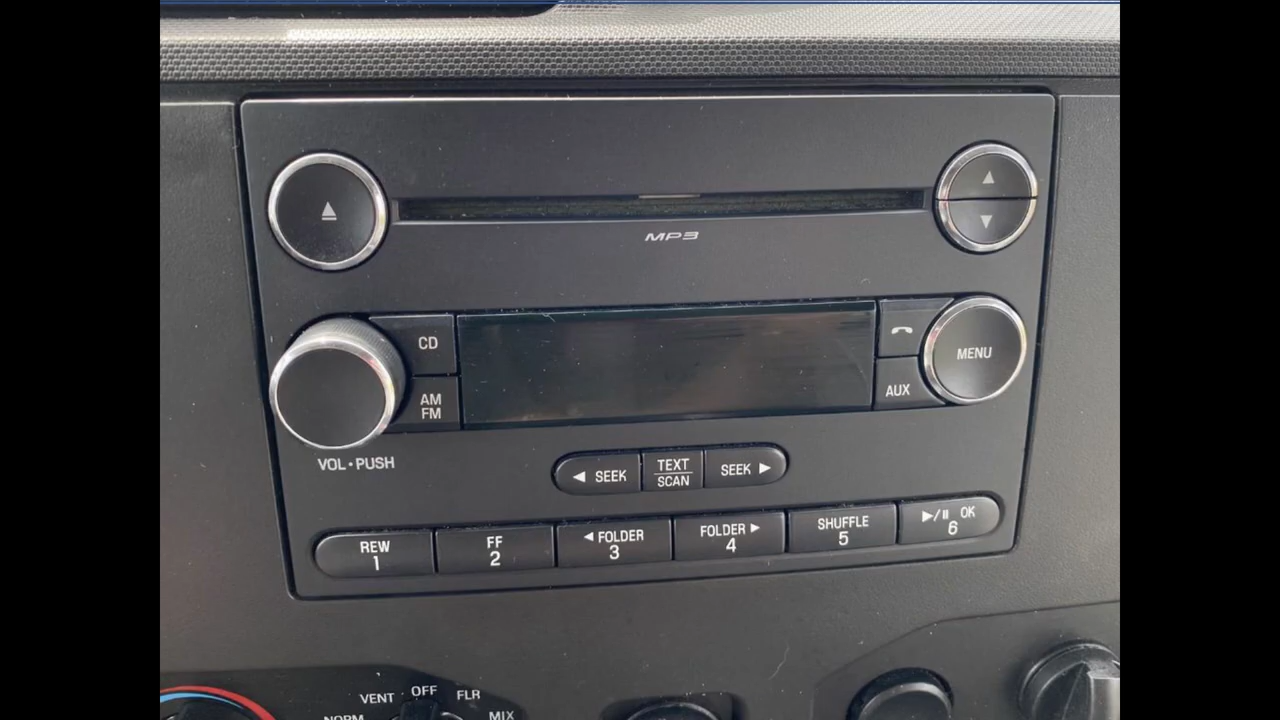 MP3
CD
AM
FM
MENU
AUX
VOL•PUSH
◀ SEEK
TEXT
SCAN
SEEK ▶
REW
1
FF
2
◀ FOLDER
3
FOLDER ▶
4
SHUFFLE
5
▶/II OK
6
VENT
OFF
FLR
NORM
MIX